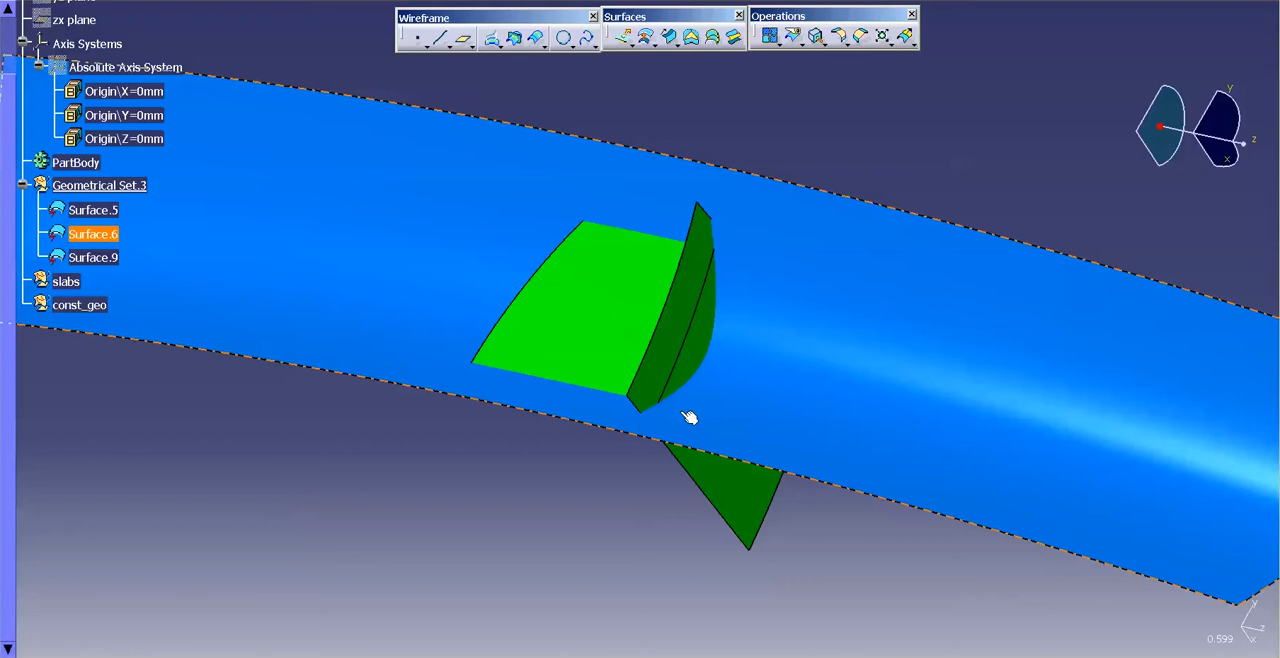 zx plane
Axis Systems
Absolute Axis System
Origin\X=0mm
Origin\Y=0mm
Origin\Z=0mm
PartBody
Geometrical Set.3
Surface.5
Surface.6
Surface.9
slabs
const_geo
Wireframe
Surfaces
Operations
y
z
x
y
z
x
0.599